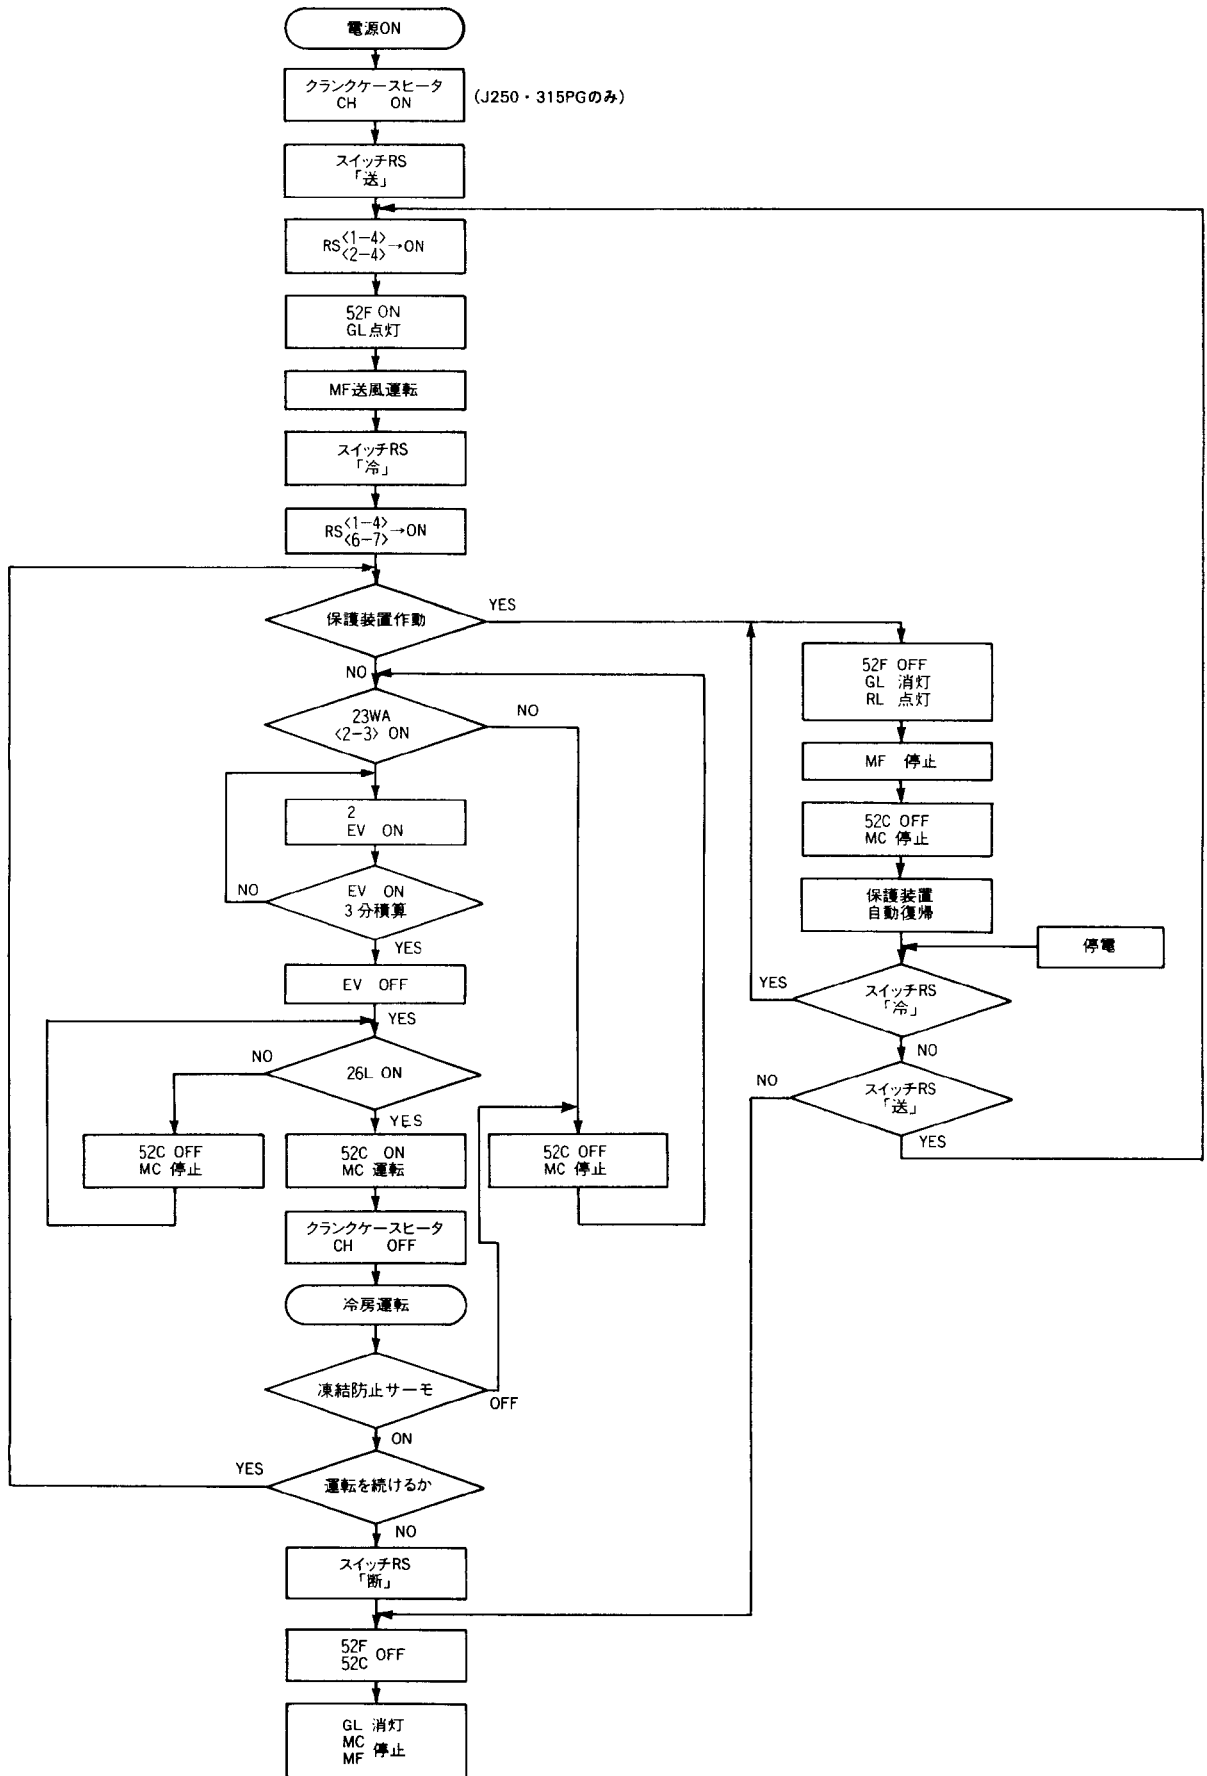 電源ON
クランクケースヒータ
CH ON
(J250・315PGのみ)
スイッチRS
「送」
RS<1-4>
<2-4>→ON
52F ON
GL点灯
MF送風運転
スイッチRS
「冷」
RS<1-4>
<6-7>→ON
保護装置作動
YES
NO
23WA
<2-3> ON
NO
2
EV ON
EV ON
3分積算
NO
YES
EV OFF
YES
26L ON
NO
YES
52C OFF
MC 停止
52C ON
MC 運転
52C OFF
MC 停止
クランクケースヒータ
CH OFF
冷房運転
凍結防止サーモ
OFF
ON
運転を続けるか
YES
NO
スイッチRS
「断」
52F
52C OFF
GL 消灯
MC
MF 停止
52F OFF
GL 消灯
RL 点灯
MF 停止
52C OFF
MC 停止
保護装置
自動復帰
停電
スイッチRS
「冷」
YES
NO
スイッチRS
「送」
NO
YES